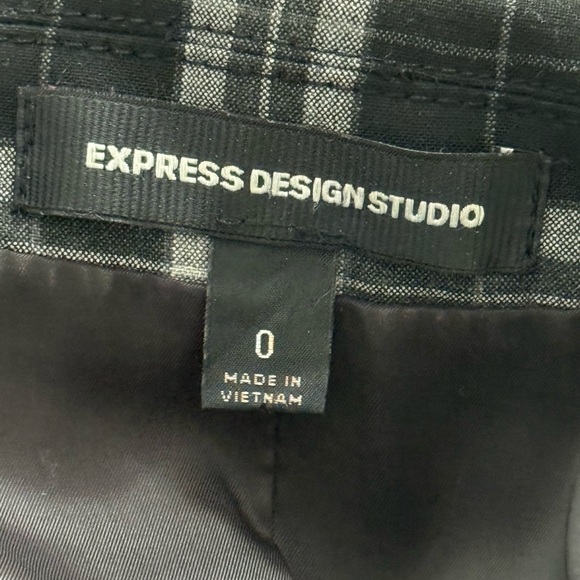 EXPRESS DESIGN STUDIO
0
MADE IN
VIETNAM